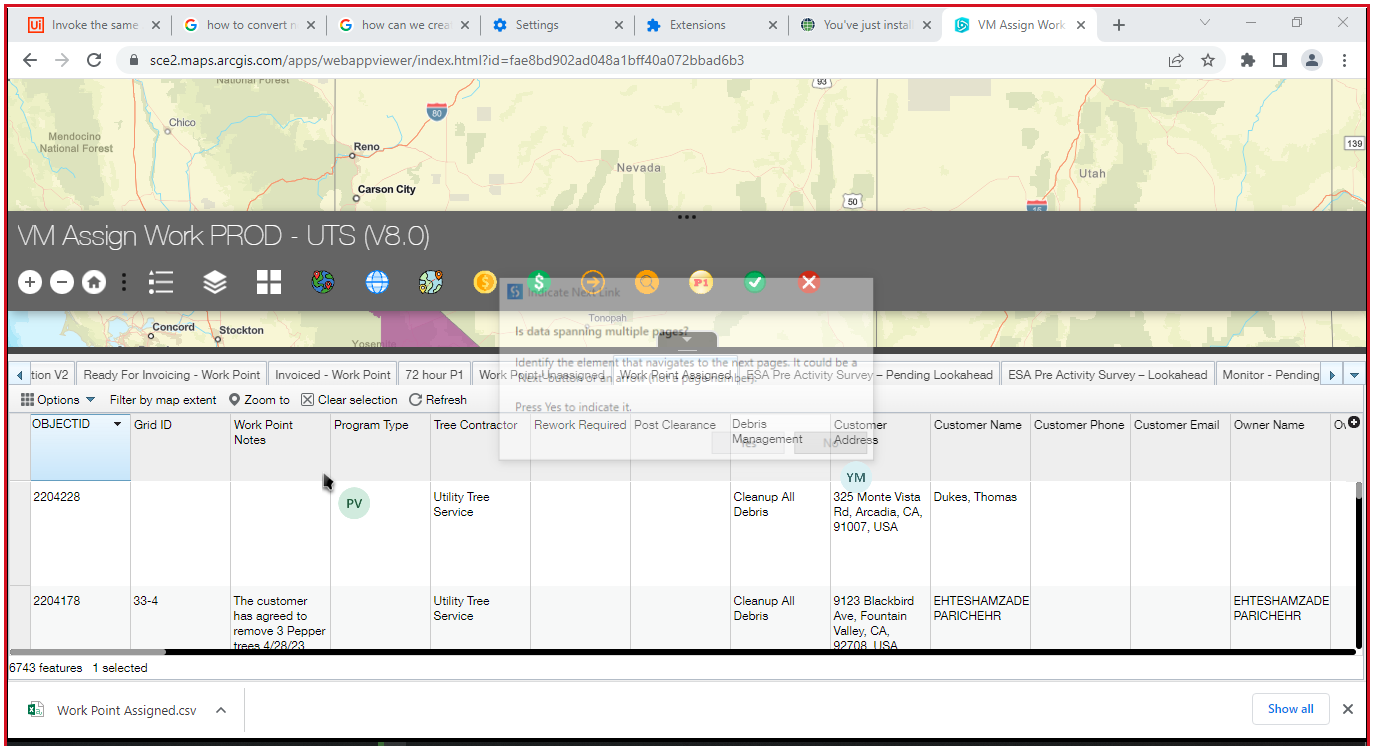 Invoke the same
how to convert n
how can we creat
Settings
Extensions
You've just install
VM Assign Work
sce2.maps.arcgis.com/apps/webappviewer/index.html?id=fae8bd902ad048a1bff40a072bbad6b3
National Forest
93
Chico
80
Mendocino
National Forest
Reno
139
Nevada
Utah
Carson City
50
15
VM Assign Work PROD - UTS (V8.0)
P1
Indicate Next Link
Tonopah
Concord
Stockton
Yosemite
Is data spanning multiple pages?
Identify the element that navigates to the next pages. It could be a
'Next' button or an arrow (not a page number).
Press Yes to indicate it.
Yes
No
tion V2
Ready For Invoicing - Work Point
Invoiced - Work Point
72 hour P1
Work Point Unassigned
Work Point Assigned
ESA Pre Activity Survey – Pending Lookahead
ESA Pre Activity Survey – Lookahead
Monitor - Pending
Options
Filter by map extent
Zoom to
Clear selection
Refresh
OBJECTID
Grid ID
Work Point
Notes
Program Type
Tree Contractor
Rework Required
Post Clearance
Debris
Management
Customer
Address
Customer Name
Customer Phone
Customer Email
Owner Name
PV
YM
2204228
Utility Tree
Service
Cleanup All
Debris
325 Monte Vista
Rd, Arcadia, CA,
91007, USA
Dukes, Thomas
2204178
33-4
The customer
has agreed to
remove 3 Pepper
trees 4/28/23
Utility Tree
Service
Cleanup All
Debris
9123 Blackbird
Ave, Fountain
Valley, CA,
92708, USA
EHTESHAMZADE
PARICHEHR
EHTESHAMZADE
PARICHEHR
6743 features 1 selected
Work Point Assigned.csv
Show all